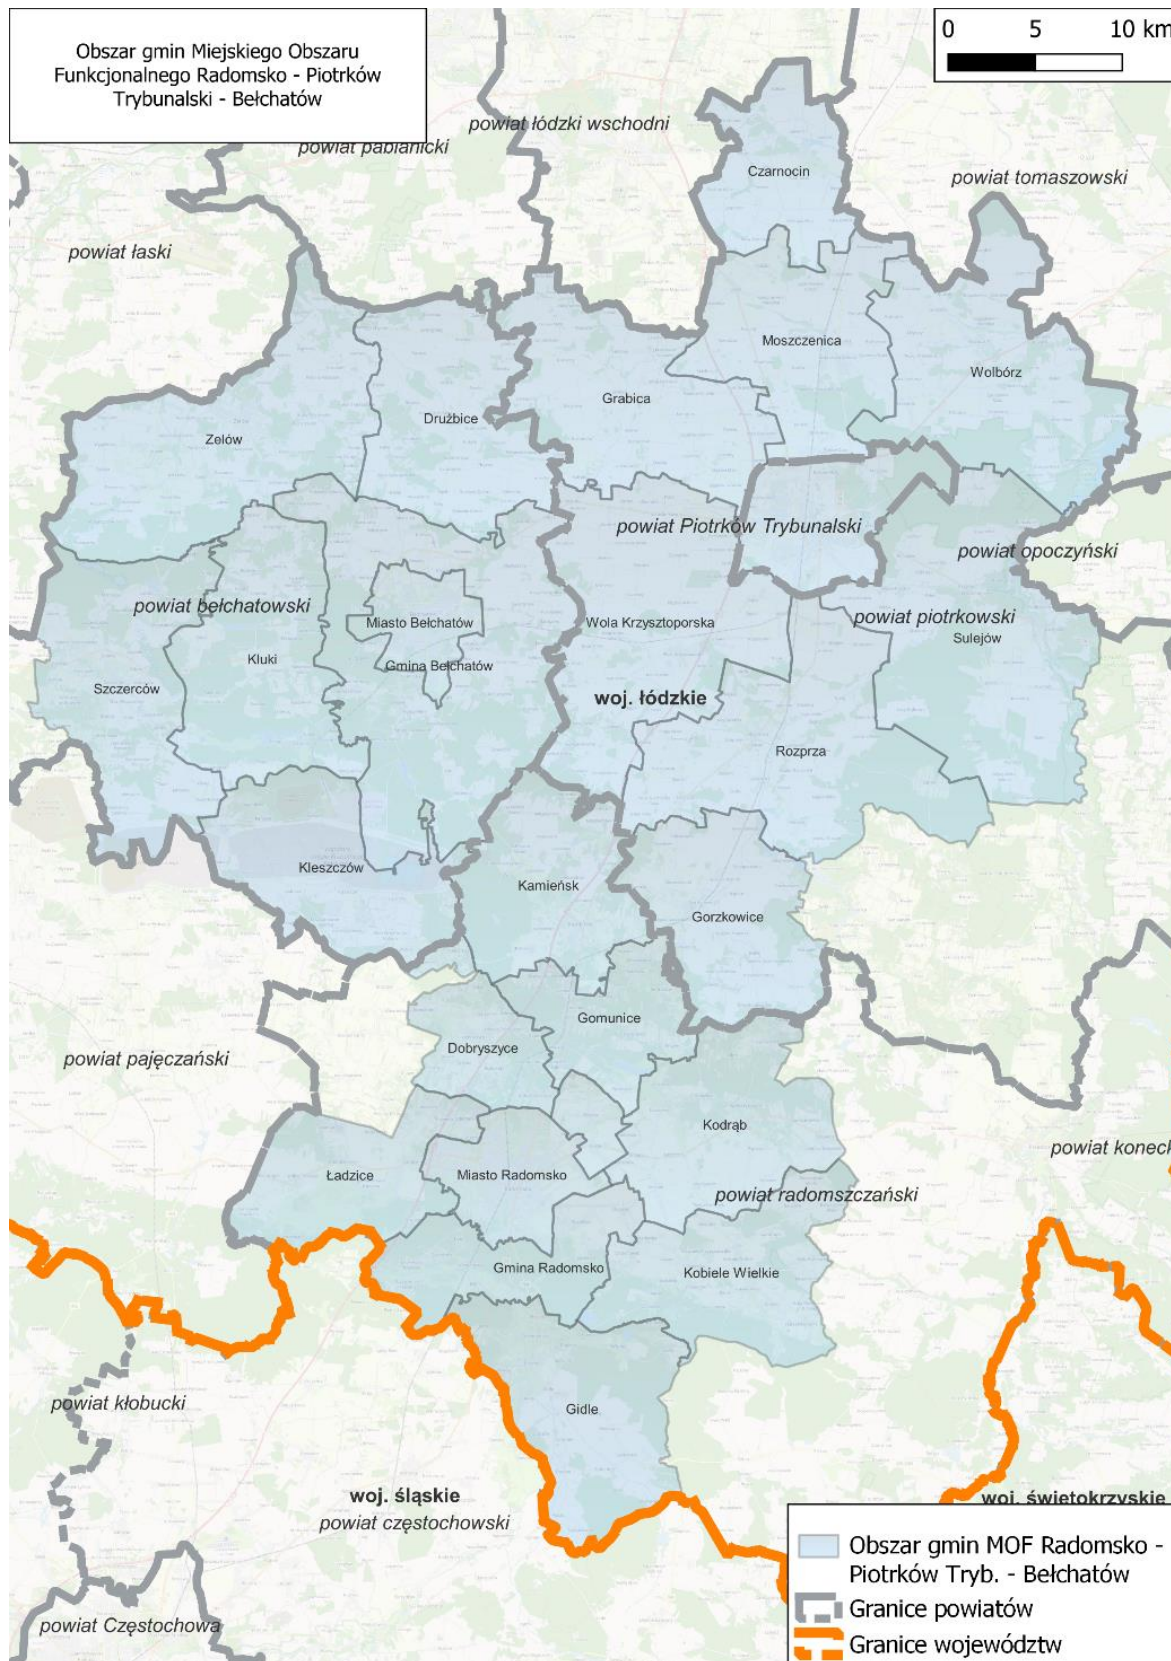 Obszar gmin Miejskiego Obszaru
Funkcjonalnego Radomsko - Piotrków
Trybunalski - Bełchatów
0 5 10 km
powiat łódzki wschodni
powiat pabianicki
Czarnocin
powiat tomaszowski
powiat łaski
Moszczenica
Wolbórz
Grabica
Drużbice
Zelów
powiat Piotrków Trybunalski
powiat opoczyński
powiat bełchatowski
Miasto Bełchatów
Wola Krzysztoporska
powiat piotrkowski
Sulejów
Kluki
Gmina Bełchatów
Szczerców
woj. łódzkie
Rozprza
Kleszczów
Kamieńsk
Gorzkowice
Gomunice
Dobryszyce
powiat pajęczański
Kodrąb
powiat koneck
Ładzice
Miasto Radomsko
powiat radomszczański
Gmina Radomsko
Kobiele Wielkie
powiat kłobucki
Gidle
woj. śląskie
powiat częstochowski
woj. świętokrzyskie
powiat Częstochowa
Obszar gmin MOF Radomsko -
Piotrków Tryb. - Bełchatów
Granice powiatów
Granice województw